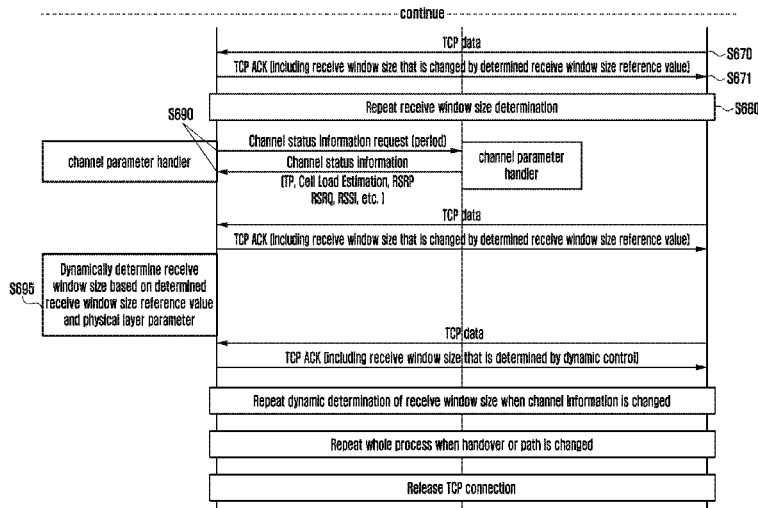 continue
TCP data
S670
TCP ACK (including receive window size that is changed by determined receive window size reference value)
S671
Repeat receive window size determination
S680
S690
Channel status information request (period)
channel parameter handler
Channel status information
(TP, Cell Load Estimation, RSRP
RSRQ, RSSI, etc. )
channel parameter
handler
TCP data
TCP ACK (including receive window size that is changed by determined receive window size reference value)
S695
Dynamically determine receive
window size based on determined
receive window size reference value
and physical layer parameter
TCP data
TCP ACK (including receive window size that is determined by dynamic control)
Repeat dynamic determination of receive window size when channel information is changed
Repeat whole process when handover or path is changed
Release TCP connection